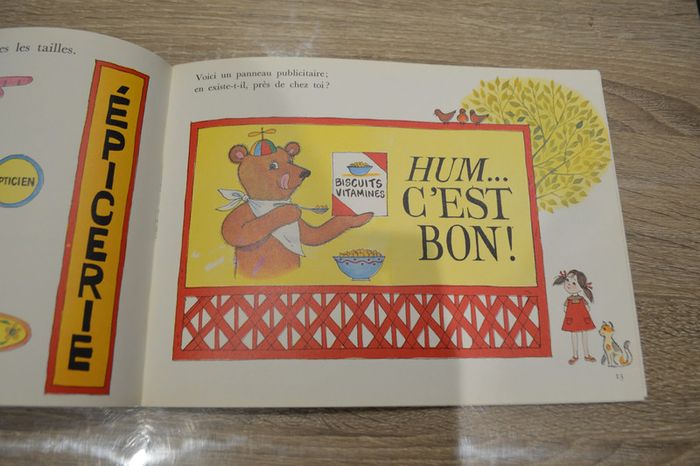 es les tailles.
PTICIEN
ÉPICERIE
Voici un panneau publicitaire;
en existe-t-il, près de chez toi?
BISCUITS
VITAMINES
HUM...
C'EST
BON!
23